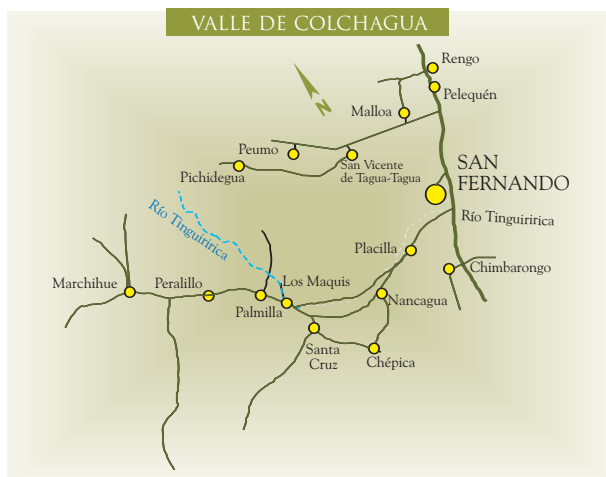 VALLE DE COLCHAGUA
Rengo
Pelequén
Malloa
N
Peumo
San Vicente
de Tagua-Tagua
Pichidegua
SAN
FERNANDO
Río Tinguiririca
Río Tinguiririca
Placilla
Chimbarongo
Marchihue
Peralillo
Los Maquis
Palmilla
Nancagua
Santa
Cruz
Chépica